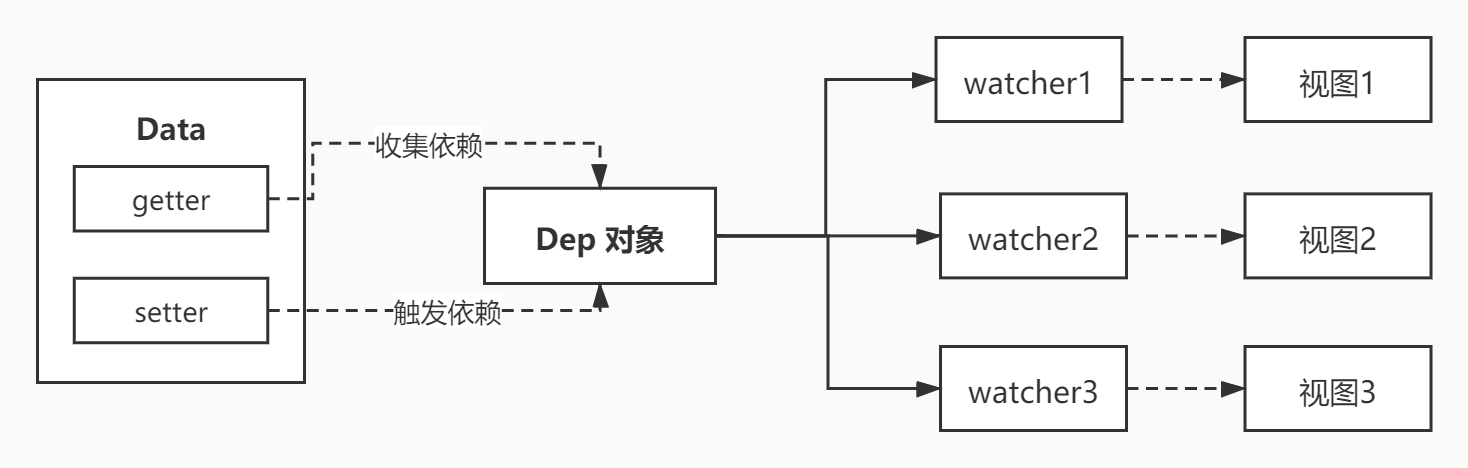 Data
getter
setter
收集依赖
触发依赖
Dep 对象
watcher1
视图1
watcher2
视图2
watcher3
视图3